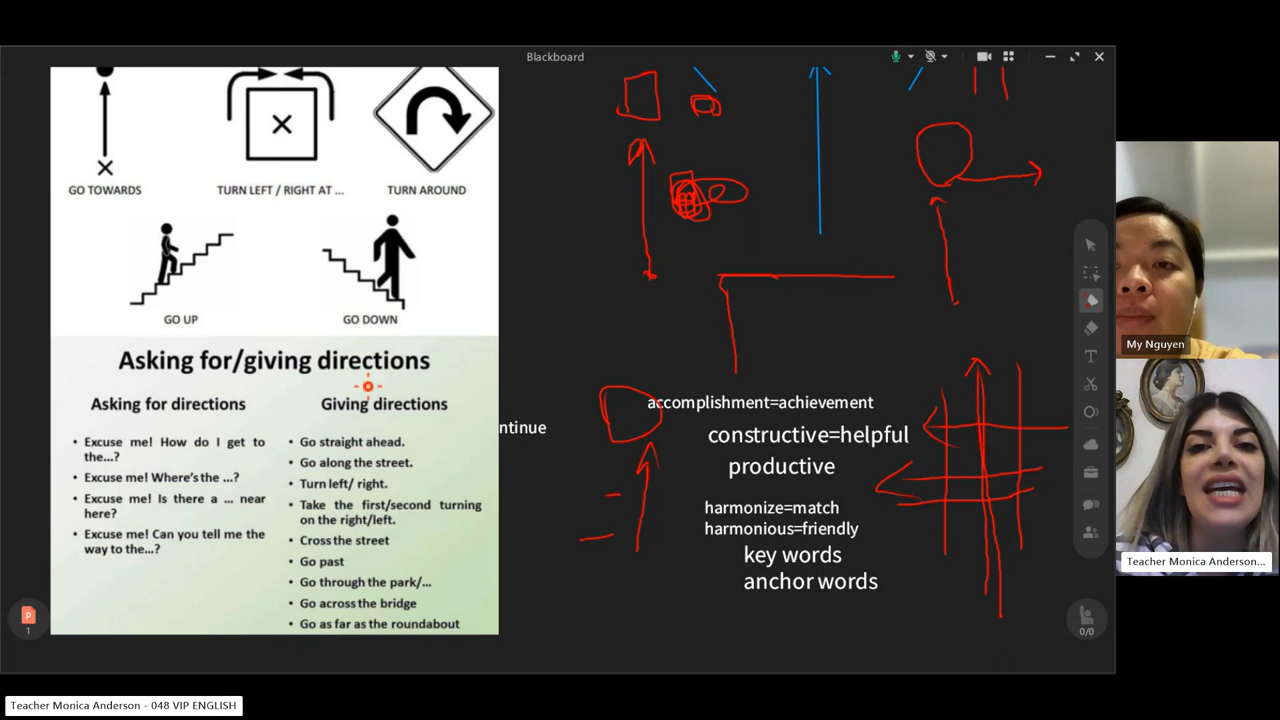 Blackboard
GO TOWARDS
TURN LEFT / RIGHT AT ...
TURN AROUND
GO UP
GO DOWN
Asking for/giving directions
Asking for directions
• Excuse me! How do I get to
the...?
• Excuse me! Where's the ...?
• Excuse me! Is there a ... near
here?
• Excuse me! Can you tell me the
way to the...?
Giving directions
• Go straight ahead.
• Go along the street.
• Turn left/ right.
• Take the first/second turning
on the right/left.
• Cross the street
• Go past
• Go through the park/...
• Go across the bridge
• Go as far as the roundabout
ntinue
accomplishment=achievement
constructive=helpful
productive
harmonize=match
harmonious=friendly
key words
anchor words
P
1
T
0/0
My Nguyen
Teacher Monica Anderson...
Teacher Monica Anderson - 048 VIP ENGLISH